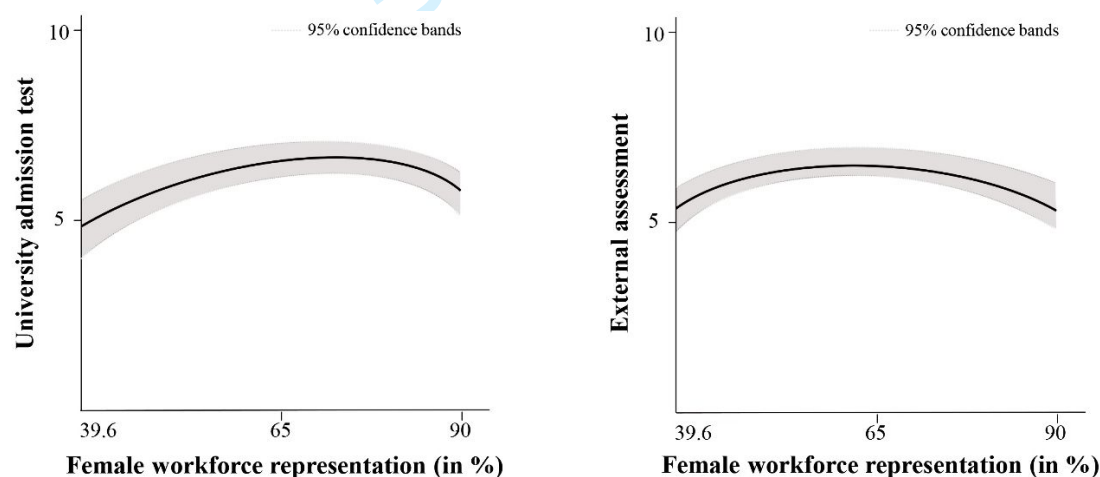 10
95% confidence bands
University admission test
5
39.6
65
90
Female workforce representation (in %)
10
95% confidence bands
External assessment
5
39.6
65
90
Female workforce representation (in %)